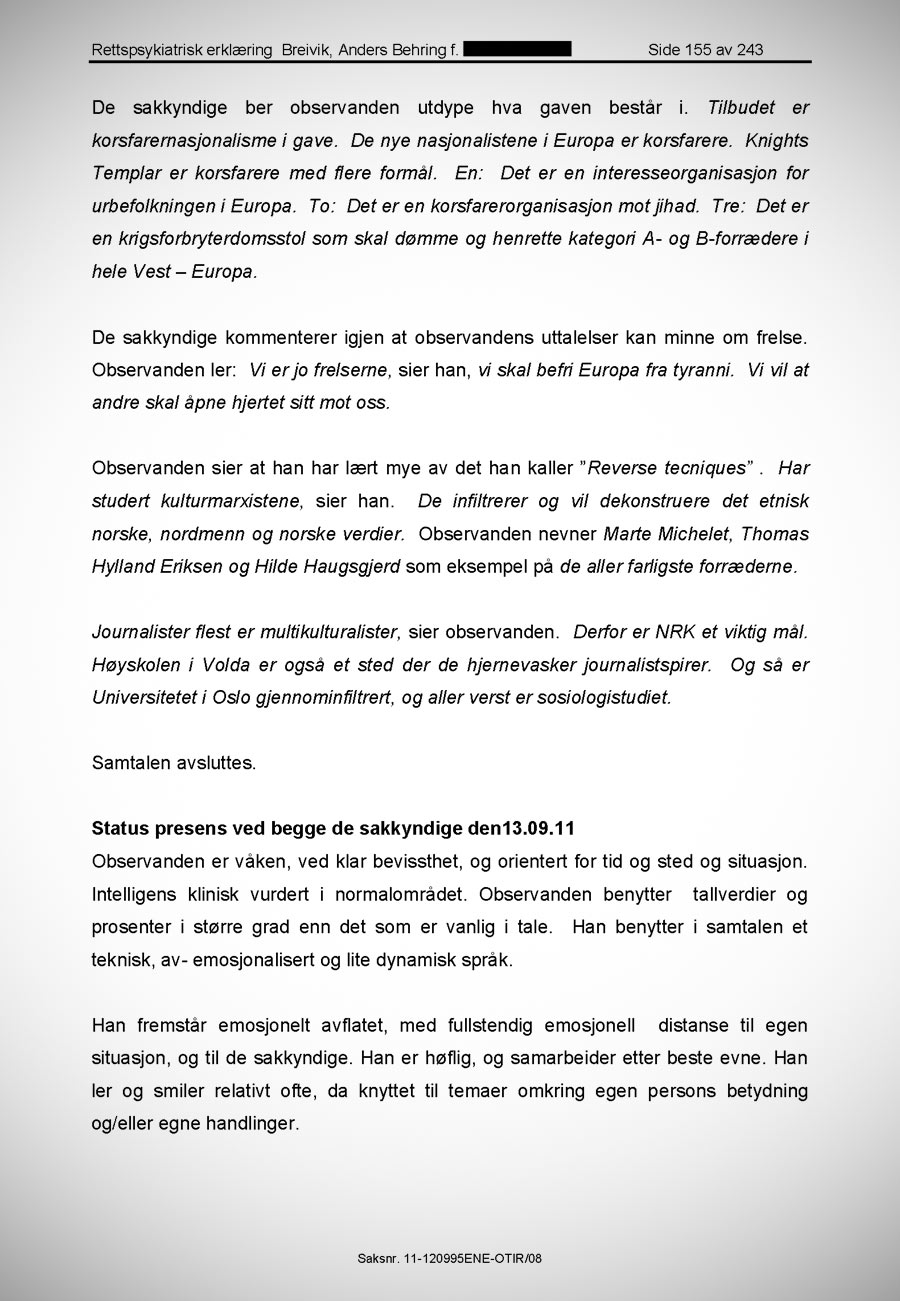 Rettspsykiatrisk erklæring Breivik, Anders Behring f. Side 155 av 243
De sakkyndige ber observanden utdype hva gaven består i. Tilbudet er
korsfarernasjonalisme i gave. De nye nasjonalistene i Europa er korsfarere. Knights
Templar er korsfarere med flere formål. En: Det er en interesseorganisasjon for
urbefolkningen i Europa. To: Det er en korsfarerorganisasjon mot jihad. Tre: Det er
en krigsforbryterdomsstol som skal dømme og henrette kategori A- og B-forrædere i
hele Vest – Europa.
De sakkyndige kommenterer igjen at observandens uttalelser kan minne om frelse.
Observanden ler: Vi er jo frelserne, sier han, vi skal befri Europa fra tyranni. Vi vil at
andre skal åpne hjertet sitt mot oss.
Observanden sier at han har lært mye av det han kaller ”Reverse tecniques” . Har
studert kulturmarxistene, sier han. De infiltrerer og vil dekonstruere det etnisk
norske, nordmenn og norske verdier. Observanden nevner Marte Michelet, Thomas
Hylland Eriksen og Hilde Haugsgjerd som eksempel på de aller farligste forræderne.
Journalister flest er multikulturalister, sier observanden. Derfor er NRK et viktig mål.
Høyskolen i Volda er også et sted der de hjernevasker journalistspirer. Og så er
Universitetet i Oslo gjennominfiltrert, og aller verst er sosiologistudiet.
Samtalen avsluttes.
Status presens ved begge de sakkyndige den13.09.11
Observanden er våken, ved klar bevissthet, og orientert for tid og sted og situasjon.
Intelligens klinisk vurdert i normalområdet. Observanden benytter tallverdier og
prosenter i større grad enn det som er vanlig i tale. Han benytter i samtalen et
teknisk, av- emosjonalisert og lite dynamisk språk.
Han fremstår emosjonelt avflatet, med fullstendig emosjonell distanse til egen
situasjon, og til de sakkyndige. Han er høflig, og samarbeider etter beste evne. Han
ler og smiler relativt ofte, da knyttet til temaer omkring egen persons betydning
og/eller egne handlinger.
Saksnr. 11-120995ENE-OTIR/08